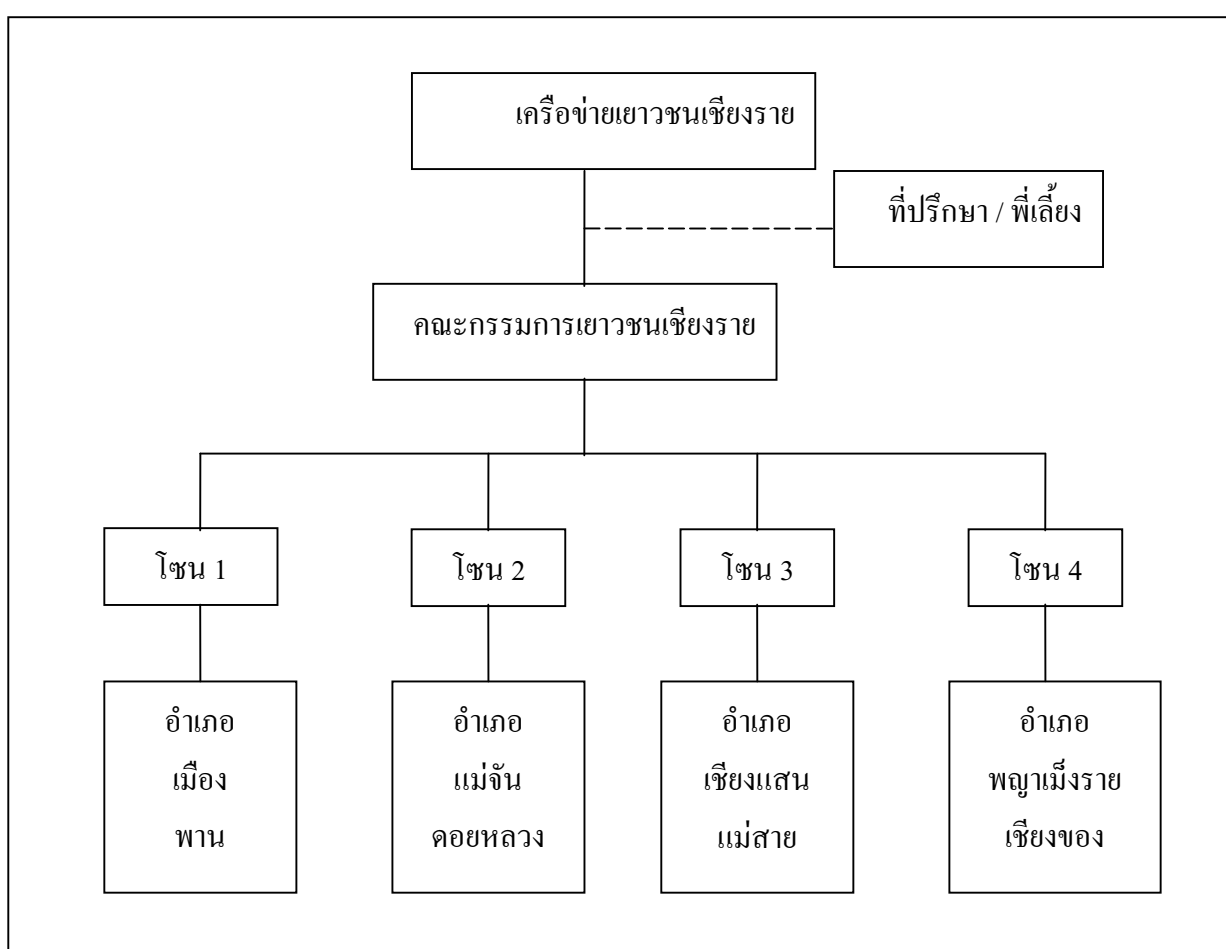 เครือข่ายเยาวชนเชียงราย
ที่ปรึกษา / พี่เลี้ยง
คณะกรรมการเยาวชนเชียงราย
โซน 1
โซน 2
โซน 3
โซน 4
อำเภอ
เมือง
พาน
อำเภอ
แม่จัน
ดอยหลวง
อำเภอ
เชียงแสน
แม่สาย
อำเภอ
พญาเม็งราย
เชียงของ